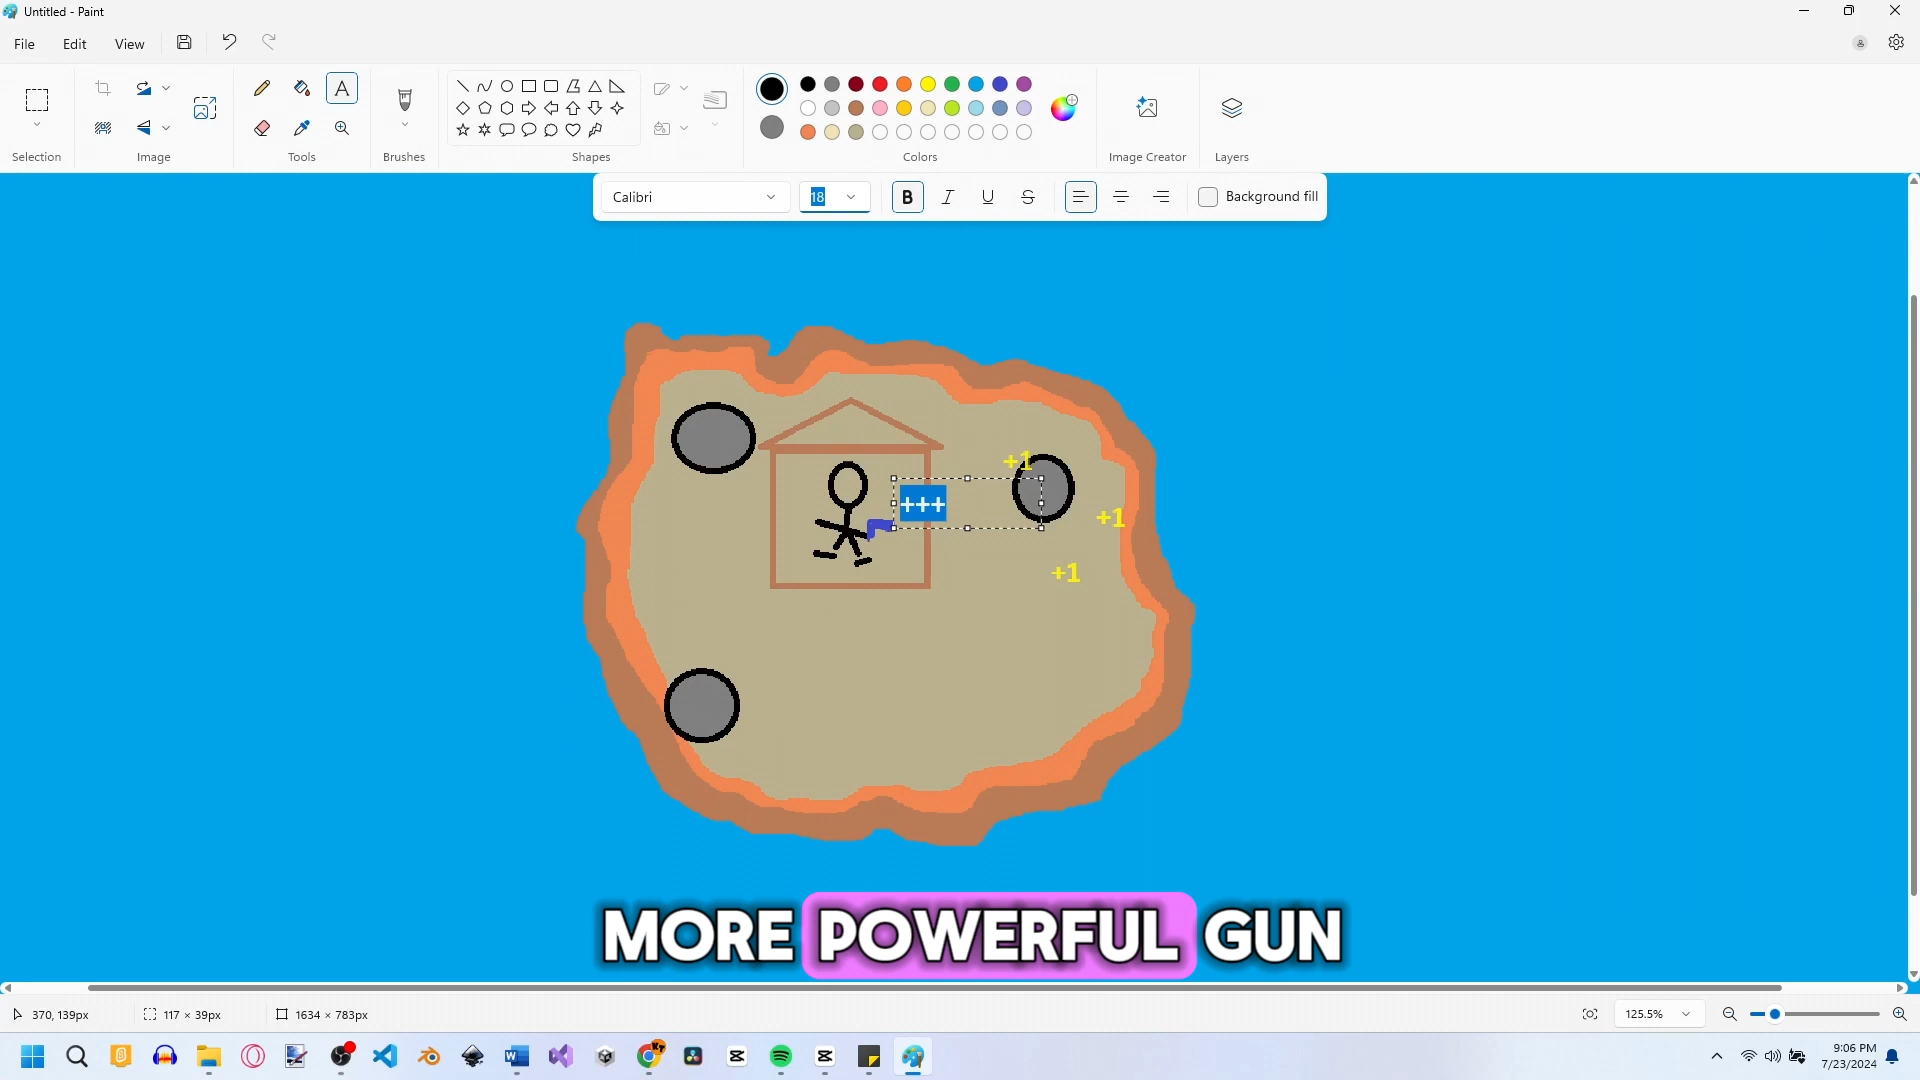 Untitled - Paint
File Edit View
Selection Image Tools Brushes Shapes Colors Image Creator Layers
Calibri 18 B I U S Background fill
+1
+++
+1
+1
MORE POWERFUL GUN
370, 139px 117 × 39px 1634 × 783px 125.5%
9:06 PM
7/23/2024